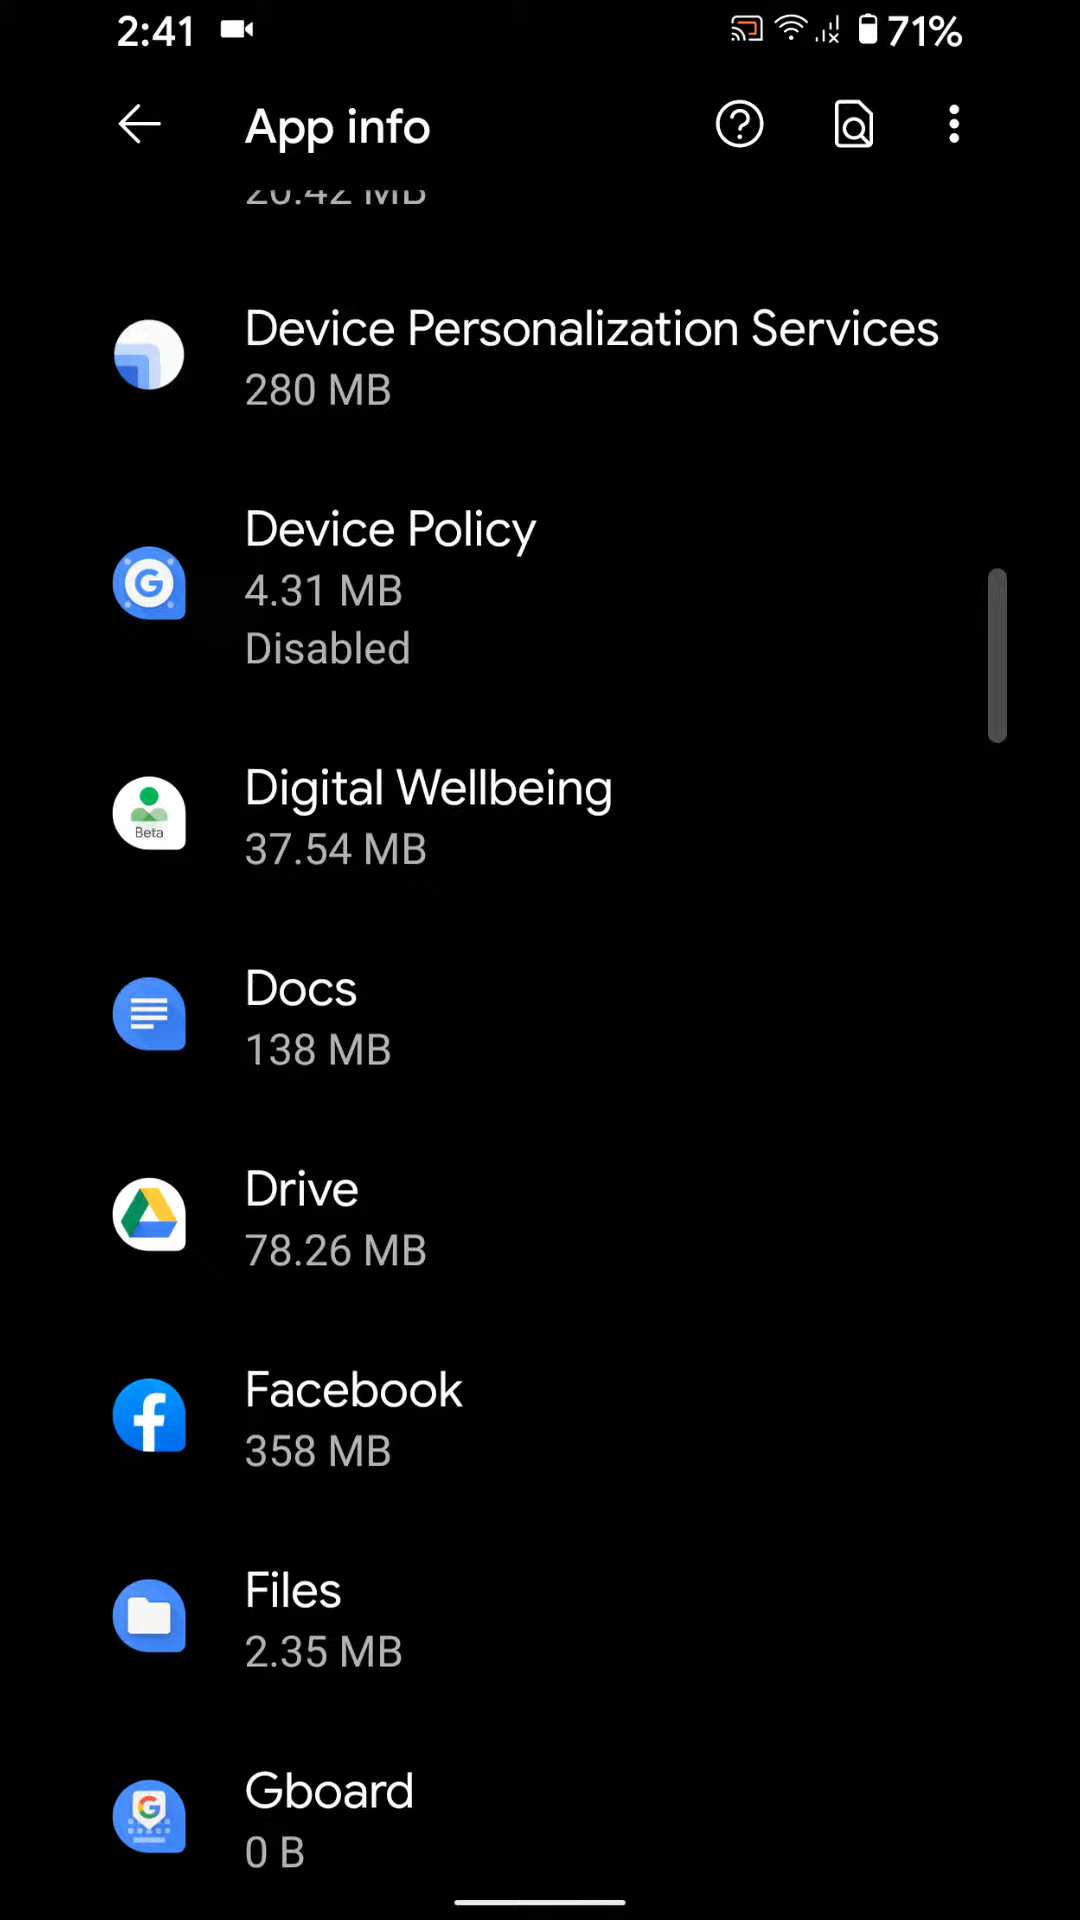 2:41
71%
App info
20.42 MB
Device Personalization Services
280 MB
Device Policy
4.31 MB
Disabled
Digital Wellbeing
37.54 MB
Beta
Docs
138 MB
Drive
78.26 MB
Facebook
358 MB
Files
2.35 MB
Gboard
0 B